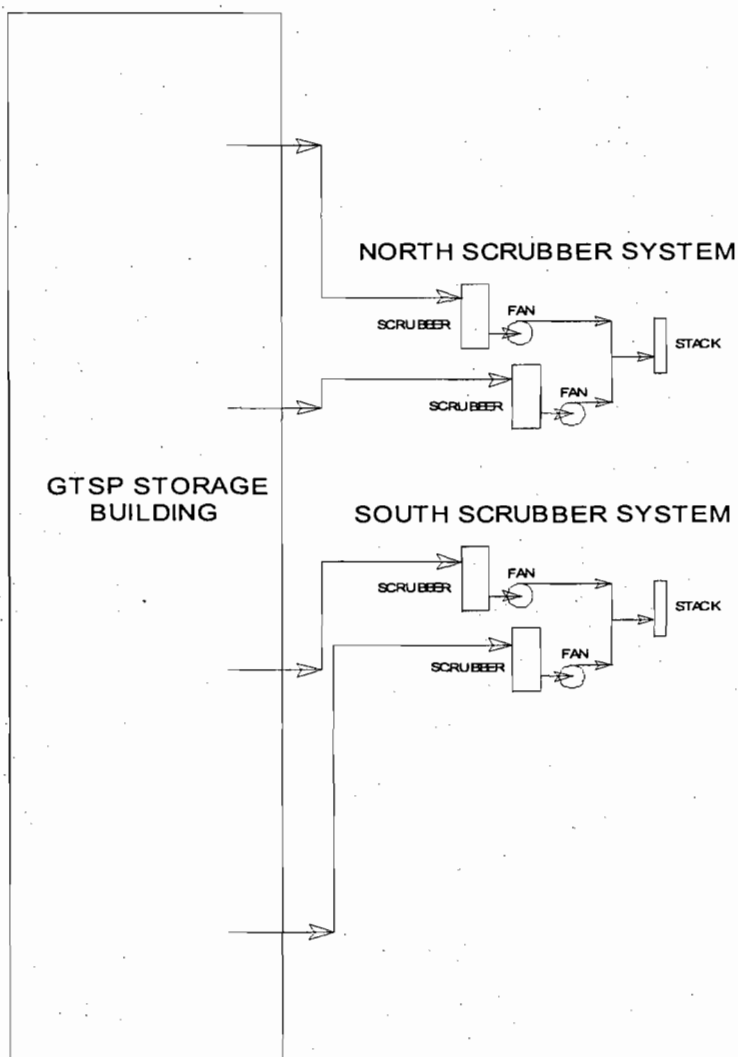 NORTH SCRUBBER SYSTEM
FAN
SCRUBBER
STACK
FAN
SCRUBBER
GTSP STORAGE
BUILDING
SOUTH SCRUBBER SYSTEM
FAN
SCRUBBER
STACK
FAN
SCRUBBER